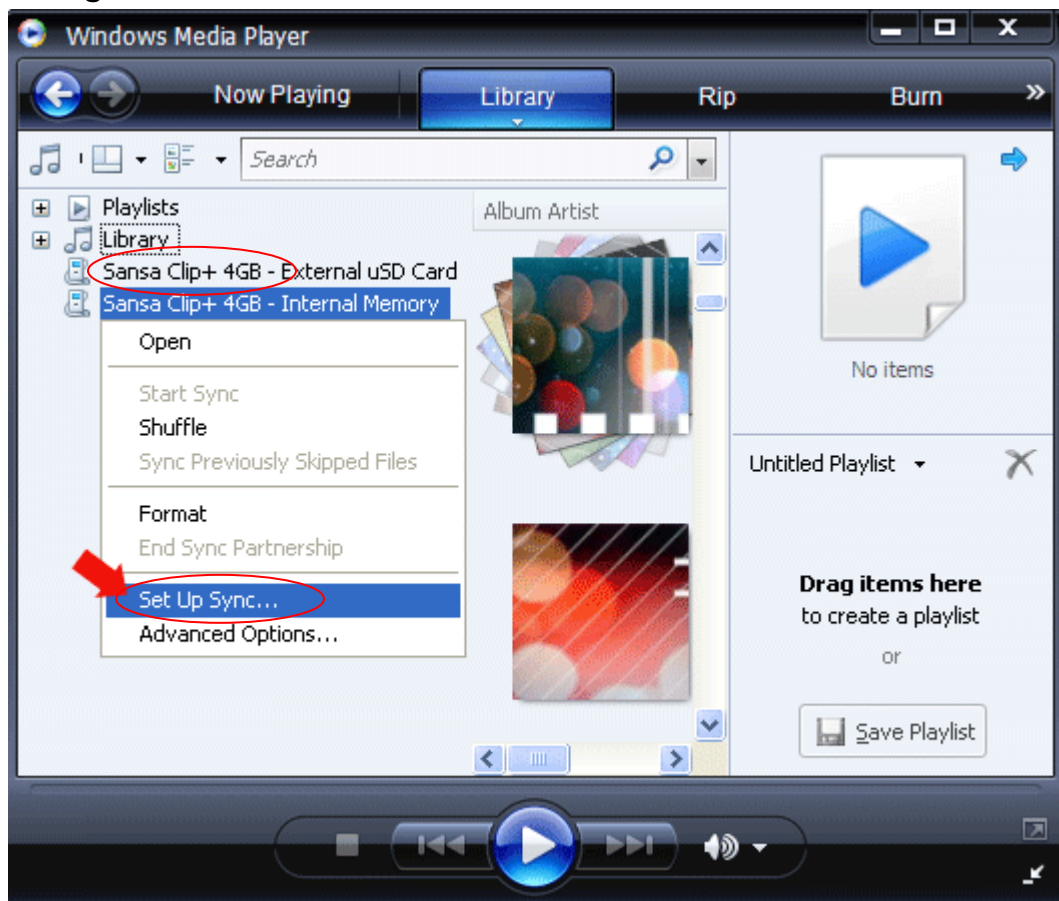 Windows Media Player
Now Playing Library Rip Burn »
Search
Playlists
Library
Sansa Clip+ 4GB - External uSD Card
Sansa Clip+ 4GB - Internal Memory
Open
Start Sync
Shuffle
Sync Previously Skipped Files
Format
End Sync Partnership
Set Up Sync...
Advanced Options...
Album Artist
No items
Untitled Playlist
Drag items here
to create a playlist
or
Save Playlist